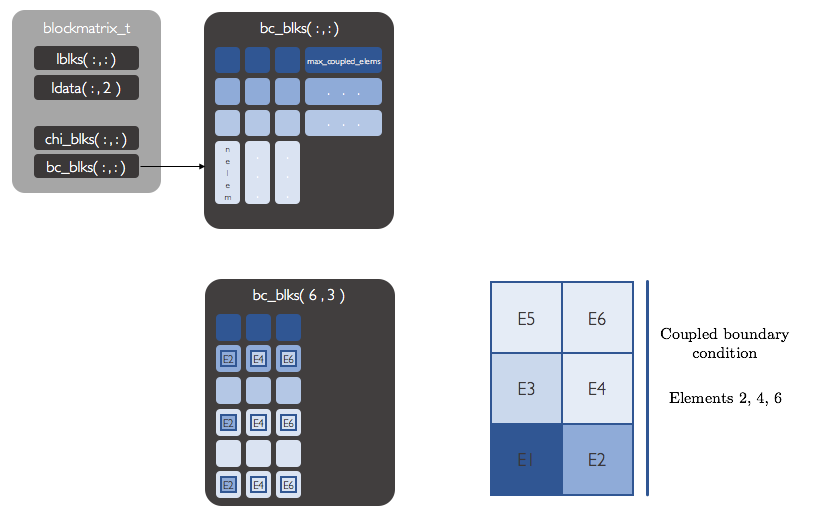 blockmatrix_t
lblks( :,:)
ldata( :,2 )
chi_blks( :,:)
bc_blks( :,:)
bc_blks( :,:)
max_coupled_elems
. . .
. . .
n
e
l
e
m
.
.
.
.
.
.
bc_blks( 6 ,3 )
E2 E4 E6
E2 E4 E6
E2 E4 E6
E5 E6
E3 E4
E1 E2
Coupled boundary
condition
Elements 2, 4, 6